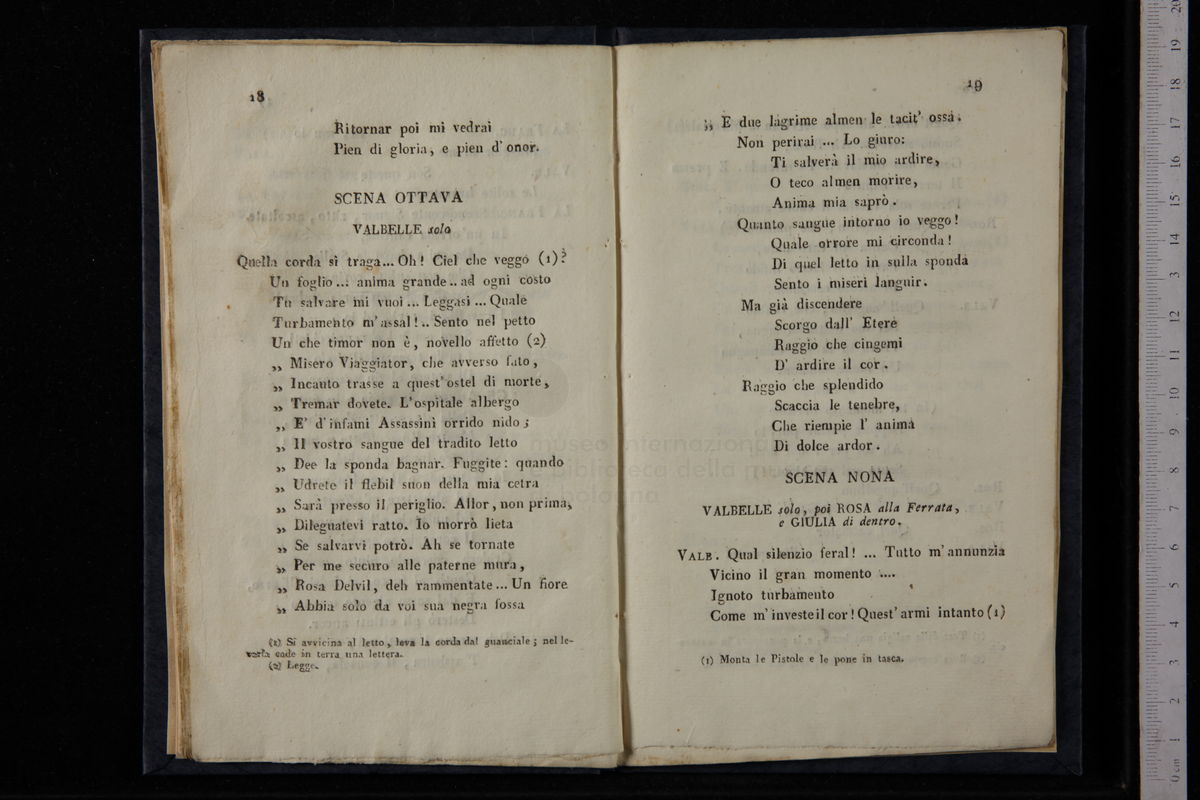 18
Ritornar poi mi vedrai
Pien di gloria, e pien d' onor.
SCENA OTTAVA
VALBELLE solo
Quella corda si traga... Oh! Ciel che veggo (1)?
Un foglio... anima grande.. ad ogni costo
Tu salvare mi vuoi... Leggasi... Quale
Turbamento m' assal!.. Sento nel petto
Un che timor non è, novello affetto (2)
„ Misero Viaggiator, che avverso fato,
„ Incauto trasse a quest' ostel di morte,
„ Tremar dovete. L' ospitale albergo
„ E' d' infami Assassini orrido nido;
„ Il vostro sangue del tradito letto
„ Dee la sponda bagnar. Fuggite: quando
„ Udrete il flebil suon della mia cetra
„ Sarà presso il periglio. Allor, non prima,
„ Dileguatevi ratto. Io morrò lieta
„ Se salvarvi potrò. Ah se tornate
„ Per me securo alle paterne mura,
„ Rosa Delvil, deh rammentate... Un fiore
„ Abbia solo da voi sua negra fossa
(1) Si avvicina al letto, leva la corda dal guanciale; nel le-
varla cade in terra una lettera.
(2) Legge.
19
„ E due lagrime almen le tacit' ossa.
Non perirai ... Lo giuro:
Ti salverà il mio ardire,
O teco almen morire,
Anima mia saprò.
Quanto sangue intorno io veggo!
Quale orrore mi circonda!
Di quel letto in sulla sponda
Sento i miseri languir.
Ma già discendere
Scorgo dall' Etere
Raggio che cingemi
D' ardire il cor.
Raggio che splendido
Scaccia le tenebre,
Che riempie l' anima
Di dolce ardor.
SCENA NONA
VALBELLE solo, poi ROSA alla Ferrata,
e GIULIA di dentro.
VALB. Qual silenzio feral! ... Tutto m' annunzia
Vicino il gran momento ....
Ignoto turbamento
Come m' investe il cor! Quest' armi intanto (1)
(1) Monta le Pistole e le pone in tasca.
museo internazionale
biblioteca della musica
bologna